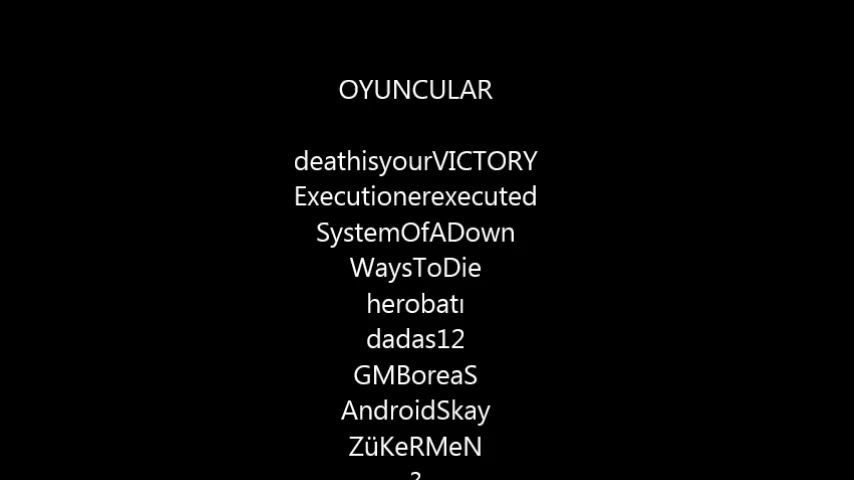 OYUNCULAR
deathisyourVICTORY
Executionerexecuted
SystemOfADown
WaysToDie
herobatı
dadas12
GMBoreaS
AndroidSkay
ZüKeRMeN